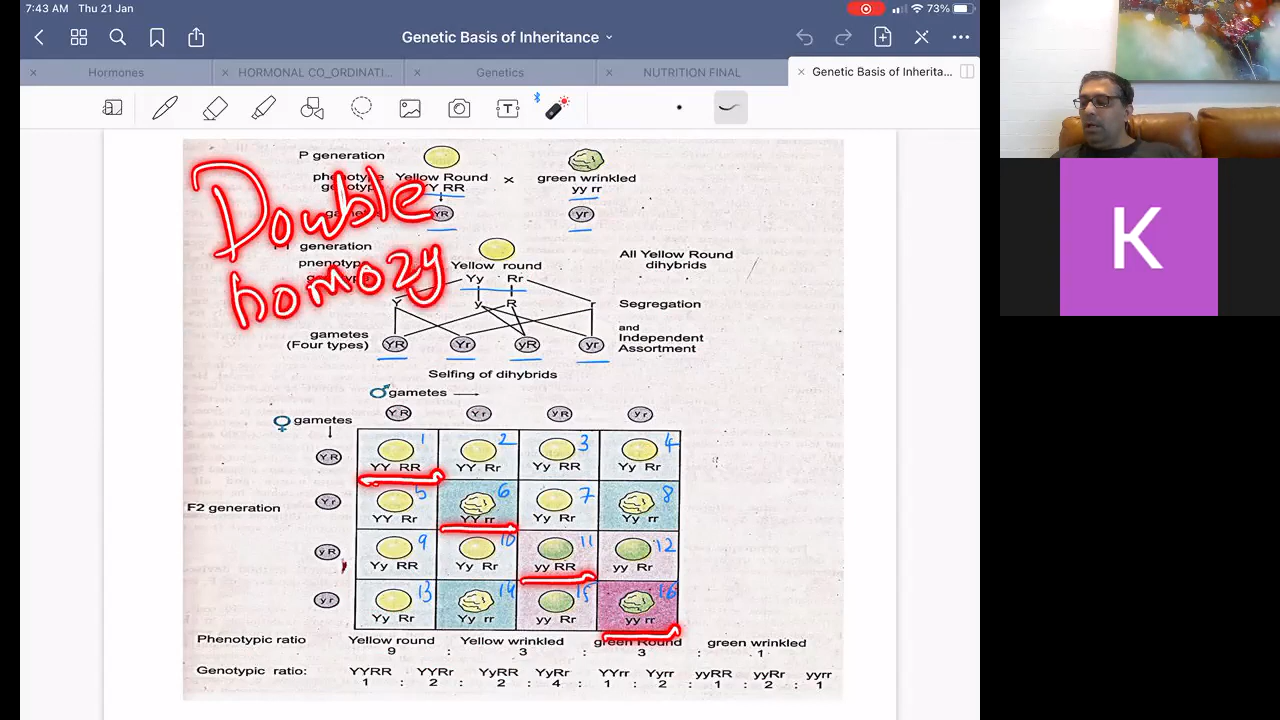 7:43 AM Thu 21 Jan
73%
Genetic Basis of Inheritance
Hormones
HORMONAL CO_ORDINATI...
Genetics
NUTRITION FINAL
Genetic Basis of Inherita...
T
P generation
phenotype Yellow Round × green wrinkled
YY RR yy rr
YR yr
Double
homozy
generation
phenotype Yellow round
All Yellow Round
dihybrids
Yy Rr
Y y R r
Segregation
and
Independent
Assortment
gametes
(Four types)
YR Yr yR yr
Selfing of dihybrids
♂ gametes
♀ gametes
YR Yr yR yr
YR
1 2 3 4
YY RR YY Rr Yy RR Yy Rr
F2 generation
Yr
5 6 7 8
YY Rr YY rr Yy Rr Yy rr
yR
9 10 11 12
Yy RR Yy Rr yy RR yy Rr
yr
13 14 15 16
Yy Rr Yy rr yy Rr yy rr
Phenotypic ratio Yellow round Yellow wrinkled green Round green wrinkled
9 : 3 : 3 : 1
Genotypic ratio: YYRR YYRr YyRR YyRr YYrr Yyrr yyRR yyRr yyrr
1 : 2 : 2 : 4 : 1 : 2 : 1 : 2 : 1
K